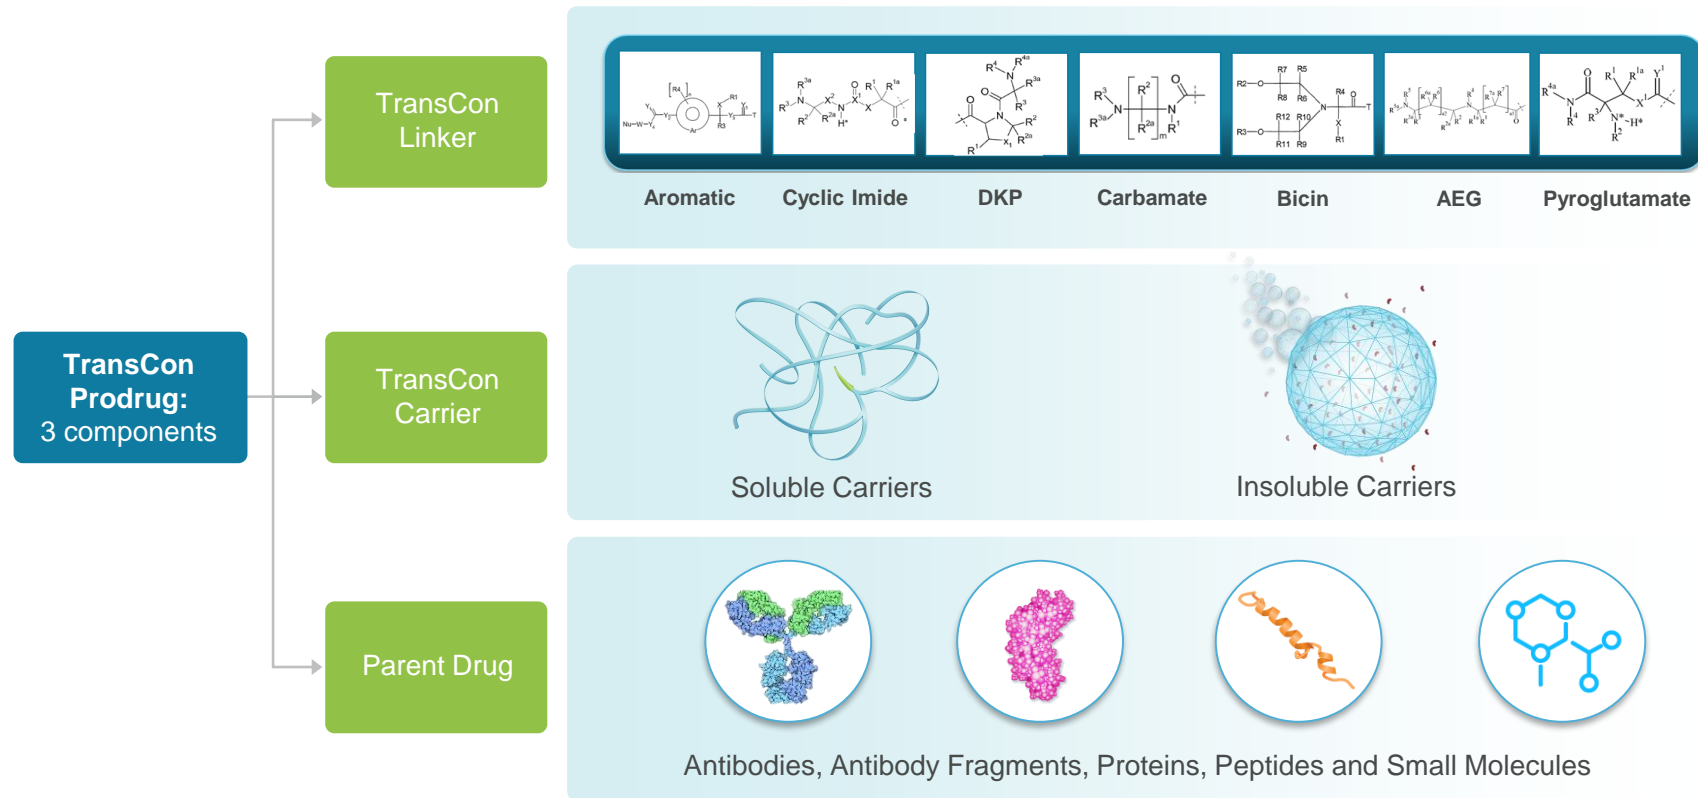 TransCon
Linker
Aromatic
Cyclic Imide
DKP
Carbamate
Bicin
AEG
Pyroglutamate
TransCon
Prodrug:
3 components
TransCon
Carrier
Soluble Carriers
Insoluble Carriers
Parent Drug
Antibodies, Antibody Fragments, Proteins, Peptides and Small Molecules